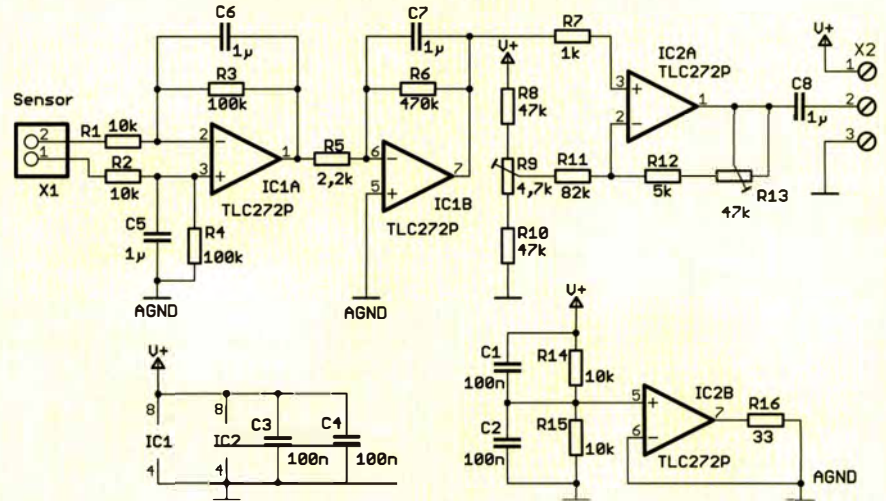 C6
1µ
R3
100k
Sensor
2
1
X1
R1 10k
R2
10k
2
3
1
IC1A
TLC272P
C5
1µ
R4
100k
AGND
R5
2,2k
C7
1µ
R6
470k
6
5
7
IC1B
TLC272P
AGND
V+
R8
47k
R9
4,7k
R10
47k
R7
1k
R11
82k
IC2A
TLC272P
3
2
1
R12
5k
R13
47k
C8
1µ
V+
X2
1
2
3
V+
8
IC1
4
8
IC2
4
C3
100n
C4
100n
V+
C1
100n
C2
100n
R14
10k
R15
10k
5
6
7
IC2B
TLC272P
R16
33
AGND